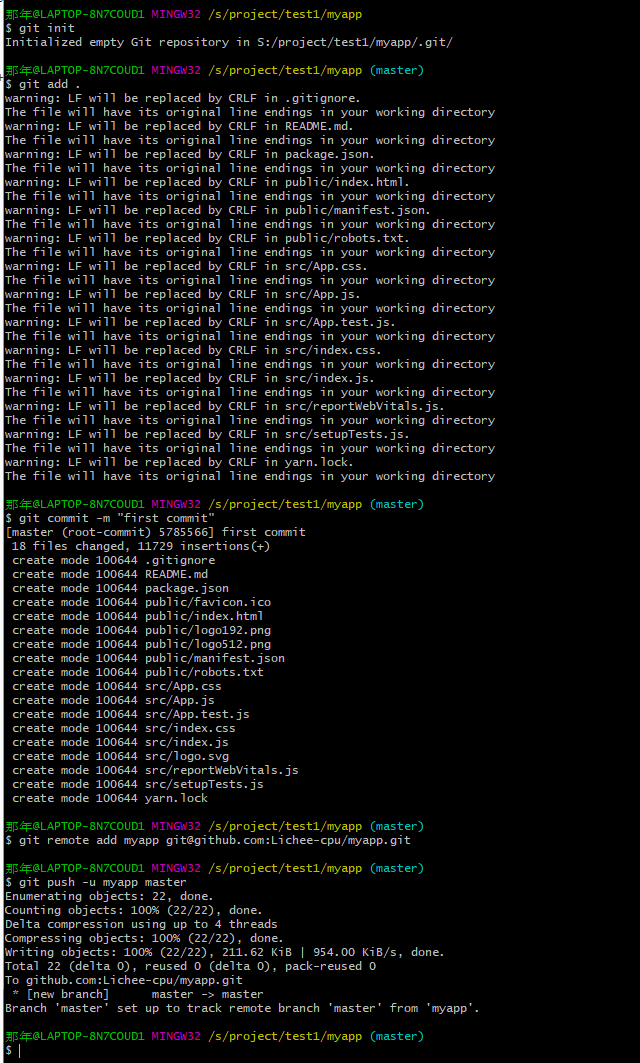 那年@LAPTOP-8N7COUD1 MINGW32 /s/project/test1/myapp
$ git init
Initialized empty Git repository in S:/project/test1/myapp/.git/
那年@LAPTOP-8N7COUD1 MINGW32 /s/project/test1/myapp (master)
$ git add .
warning: LF will be replaced by CRLF in .gitignore.
The file will have its original line endings in your working directory
warning: LF will be replaced by CRLF in README.md.
The file will have its original line endings in your working directory
warning: LF will be replaced by CRLF in package.json.
The file will have its original line endings in your working directory
warning: LF will be replaced by CRLF in public/index.html.
The file will have its original line endings in your working directory
warning: LF will be replaced by CRLF in public/manifest.json.
The file will have its original line endings in your working directory
warning: LF will be replaced by CRLF in public/robots.txt.
The file will have its original line endings in your working directory
warning: LF will be replaced by CRLF in src/App.css.
The file will have its original line endings in your working directory
warning: LF will be replaced by CRLF in src/App.js.
The file will have its original line endings in your working directory
warning: LF will be replaced by CRLF in src/App.test.js.
The file will have its original line endings in your working directory
warning: LF will be replaced by CRLF in src/index.css.
The file will have its original line endings in your working directory
warning: LF will be replaced by CRLF in src/index.js.
The file will have its original line endings in your working directory
warning: LF will be replaced by CRLF in src/reportWebVitals.js.
The file will have its original line endings in your working directory
warning: LF will be replaced by CRLF in src/setupTests.js.
The file will have its original line endings in your working directory
warning: LF will be replaced by CRLF in yarn.lock.
The file will have its original line endings in your working directory
那年@LAPTOP-8N7COUD1 MINGW32 /s/project/test1/myapp (master)
$ git commit -m "first commit"
[master (root-commit) 5785566] first commit
 18 files changed, 11729 insertions(+)
 create mode 100644 .gitignore
 create mode 100644 README.md
 create mode 100644 package.json
 create mode 100644 public/favicon.ico
 create mode 100644 public/index.html
 create mode 100644 public/logo192.png
 create mode 100644 public/logo512.png
 create mode 100644 public/manifest.json
 create mode 100644 public/robots.txt
 create mode 100644 src/App.css
 create mode 100644 src/App.js
 create mode 100644 src/App.test.js
 create mode 100644 src/index.css
 create mode 100644 src/index.js
 create mode 100644 src/logo.svg
 create mode 100644 src/reportWebVitals.js
 create mode 100644 src/setupTests.js
 create mode 100644 yarn.lock
那年@LAPTOP-8N7COUD1 MINGW32 /s/project/test1/myapp (master)
$ git remote add myapp git@github.com:Lichee-cpu/myapp.git
那年@LAPTOP-8N7COUD1 MINGW32 /s/project/test1/myapp (master)
$ git push -u myapp master
Enumerating objects: 22, done.
Counting objects: 100% (22/22), done.
Delta compression using up to 4 threads
Compressing objects: 100% (22/22), done.
Writing objects: 100% (22/22), 211.62 KiB | 954.00 KiB/s, done.
Total 22 (delta 0), reused 0 (delta 0), pack-reused 0
To github.com:Lichee-cpu/myapp.git
 * [new branch]      master -> master
Branch 'master' set up to track remote branch 'master' from 'myapp'.
那年@LAPTOP-8N7COUD1 MINGW32 /s/project/test1/myapp (master)
$